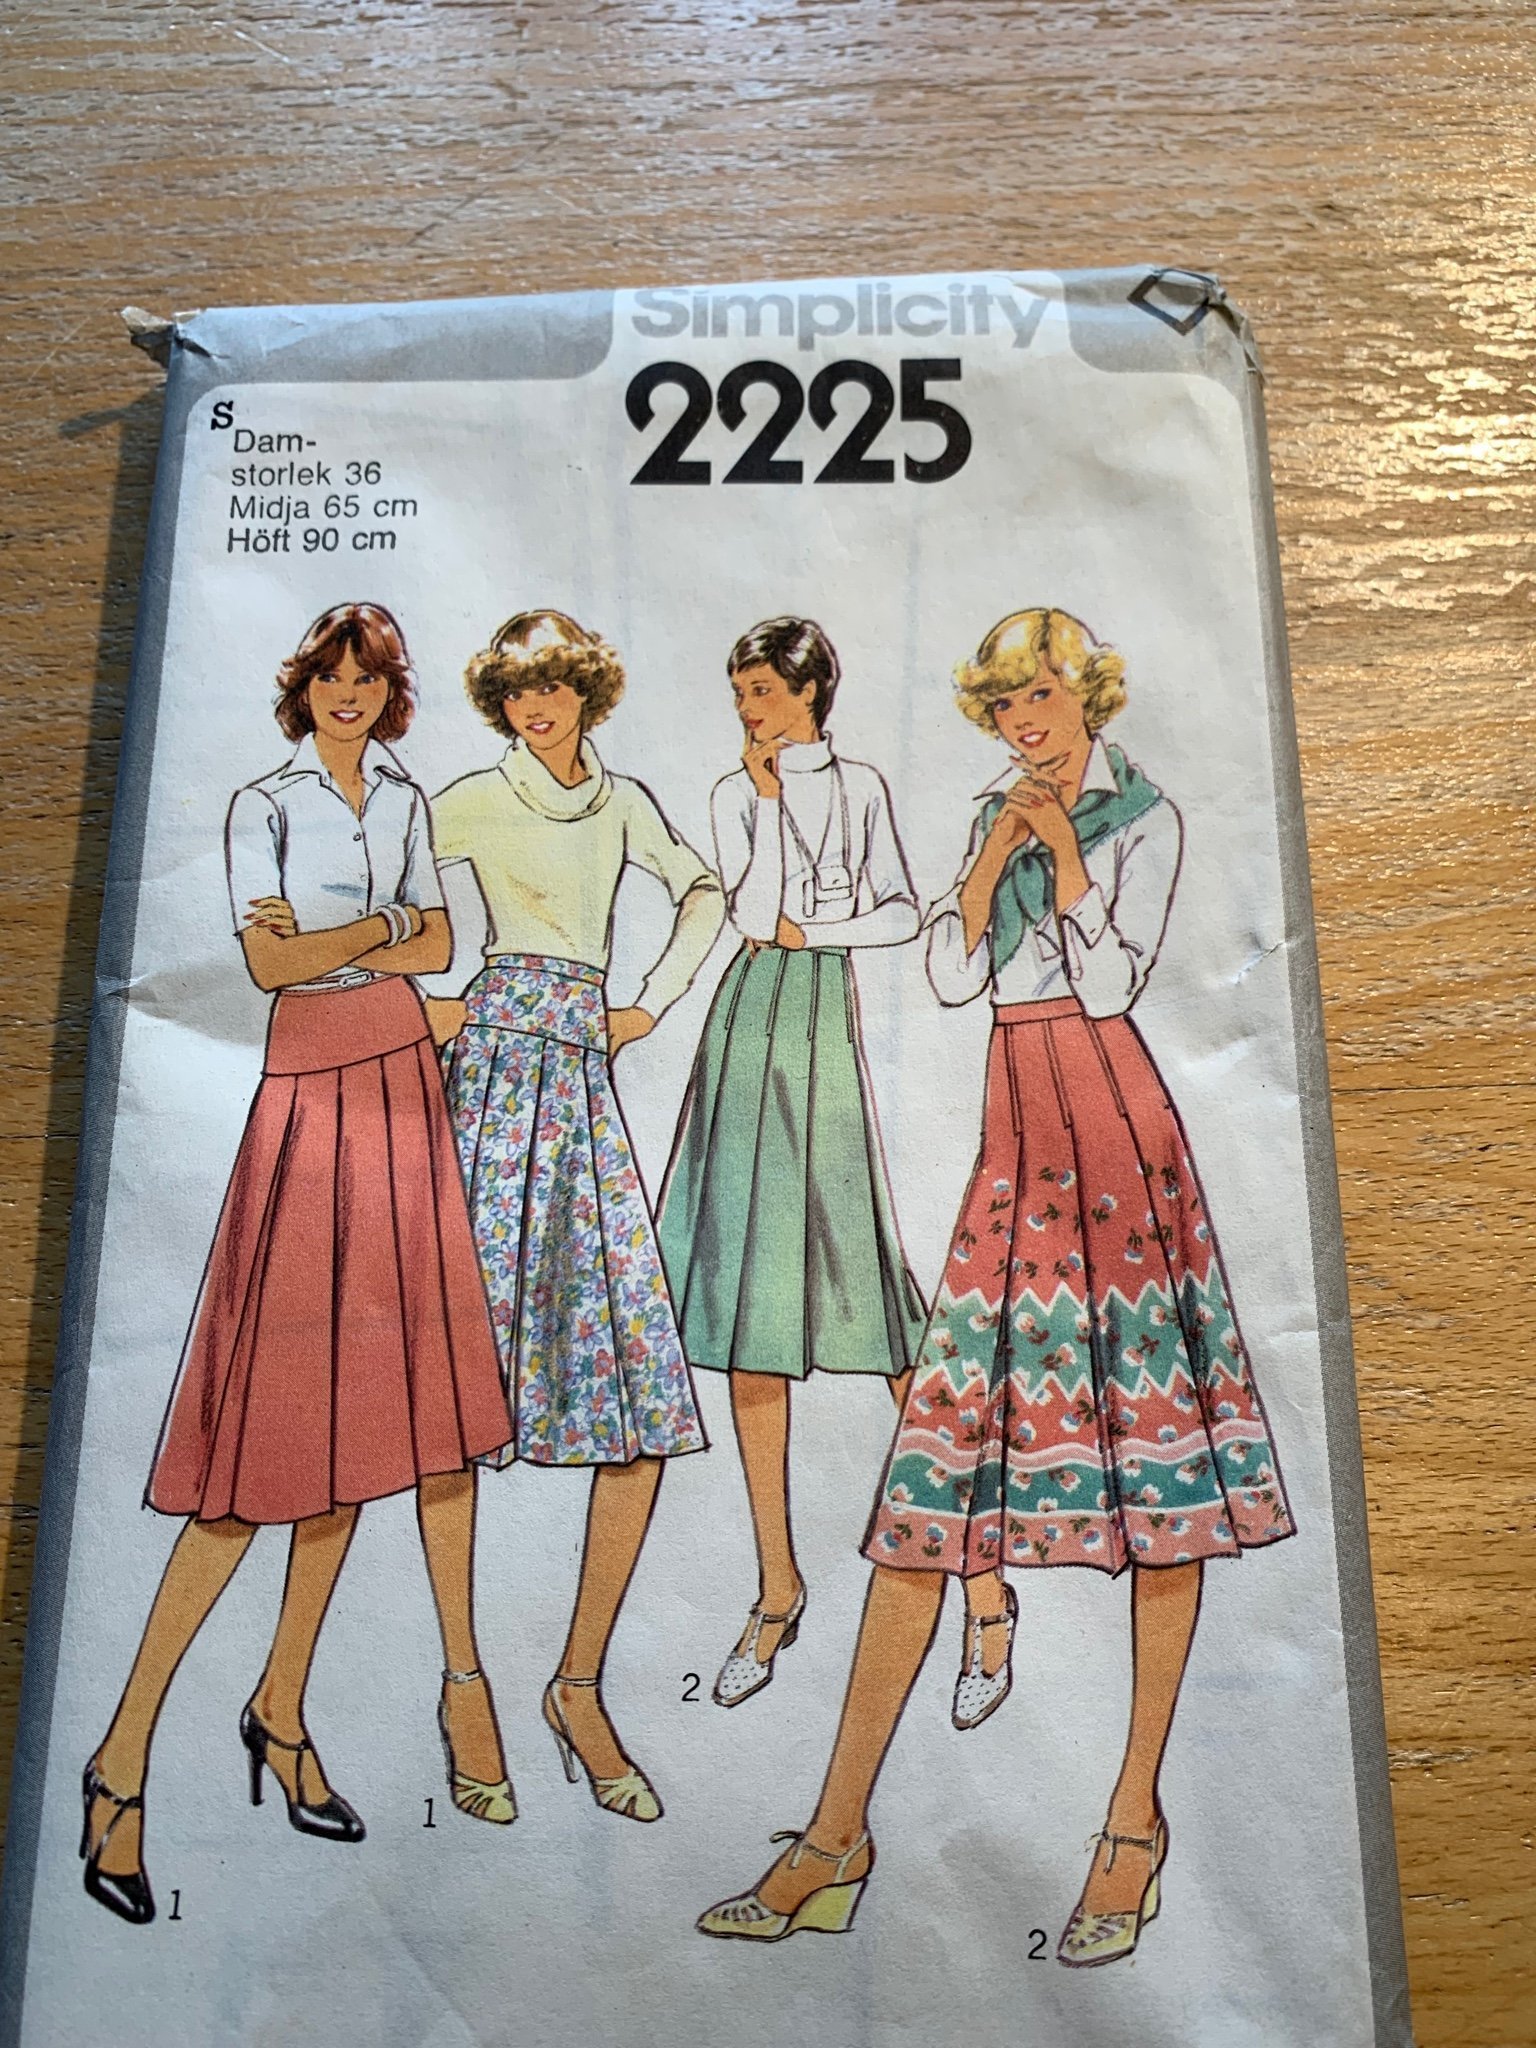 Simplicity
2225
S
Dam-
storlek 36
Midja 65 cm
Höft 90 cm
1
1
2
2